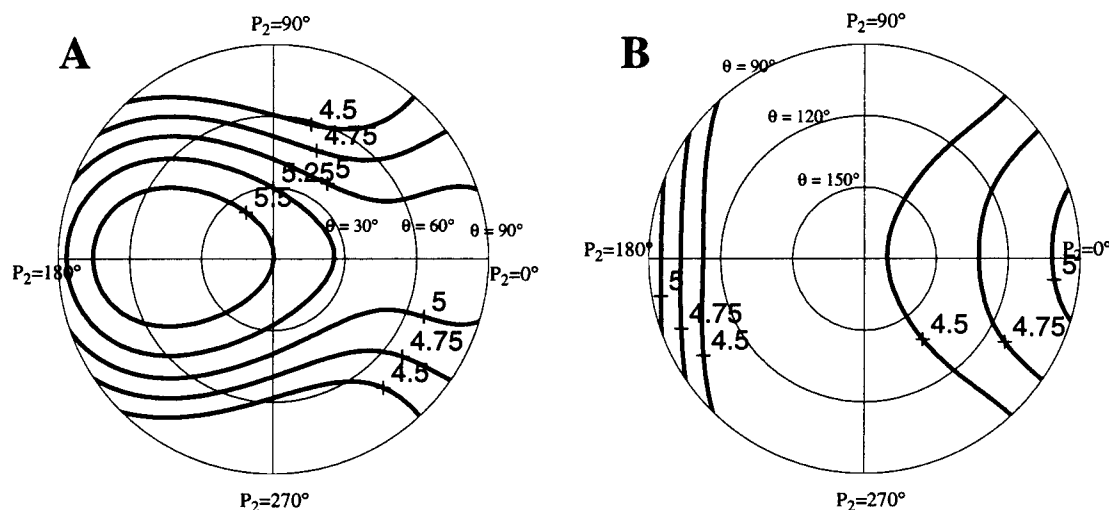 A
P2=90°
4.5
4.75
5
5.25
5.5
θ = 30°
θ = 60°
θ = 90°
P2=180°
P2=0°
5
4.75
4.5
P2=270°
B
P2=90°
θ = 90°
θ = 120°
θ = 150°
P2=180°
P2=0°
5
5
4.75
4.5
4.5
4.75
P2=270°